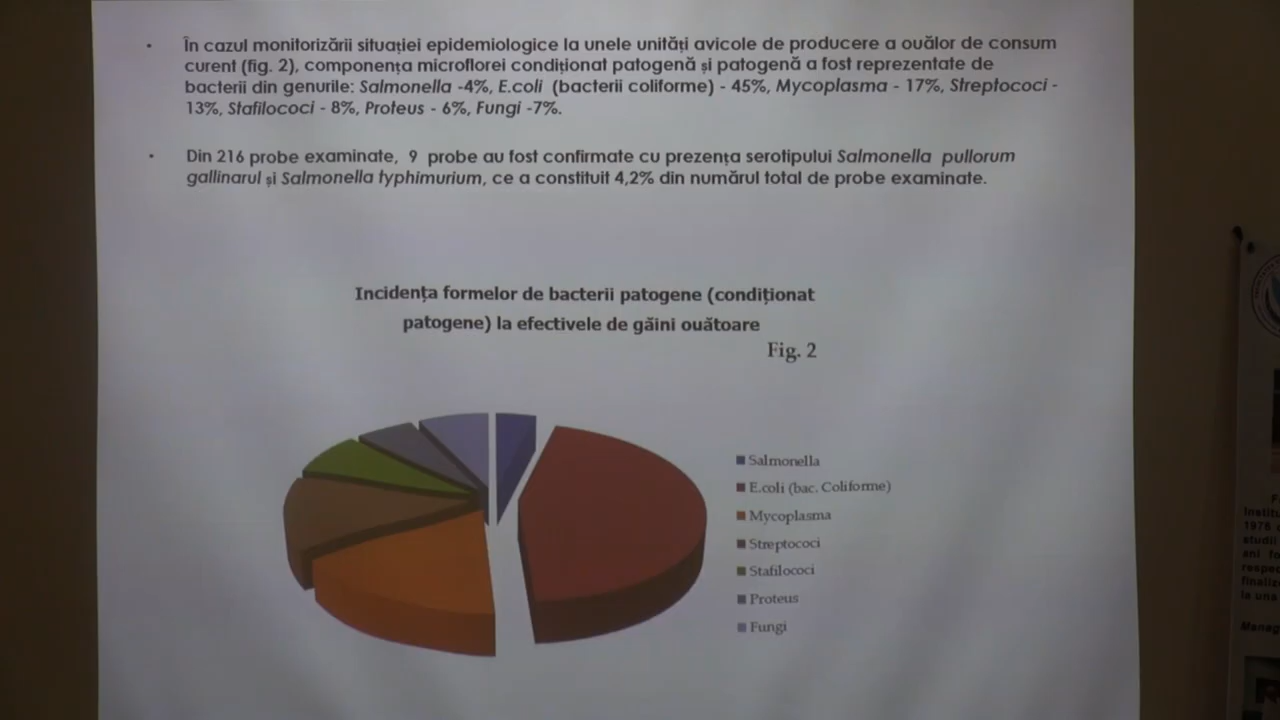 • În cazul monitorizării situației epidemiologice la unele unități avicole de producere a ouălor de consum
curent (fig. 2), componența microflorei condiționat patogenă și patogenă a fost reprezentate de
bacterii din genurile: Salmonella -4%, E.coli (bacterii coliforme) - 45%, Mycoplasma - 17%, Streptococi -
13%, Stafilococi - 8%, Proteus - 6%, Fungi -7%.
• Din 216 probe examinate, 9 probe au fost confirmate cu prezența serotipului Salmonella pullorum
gallinarul și Salmonella typhimurium, ce a constituit 4,2% din numărul total de probe examinate.
Incidența formelor de bacterii patogene (condiționat
patogene) la efectivele de găini ouătoare
Fig. 2
Salmonella
E.coli (bac. Coliforme)
Mycoplasma
Streptococi
Stafilococi
Proteus
Fungi
1976
studii
la una